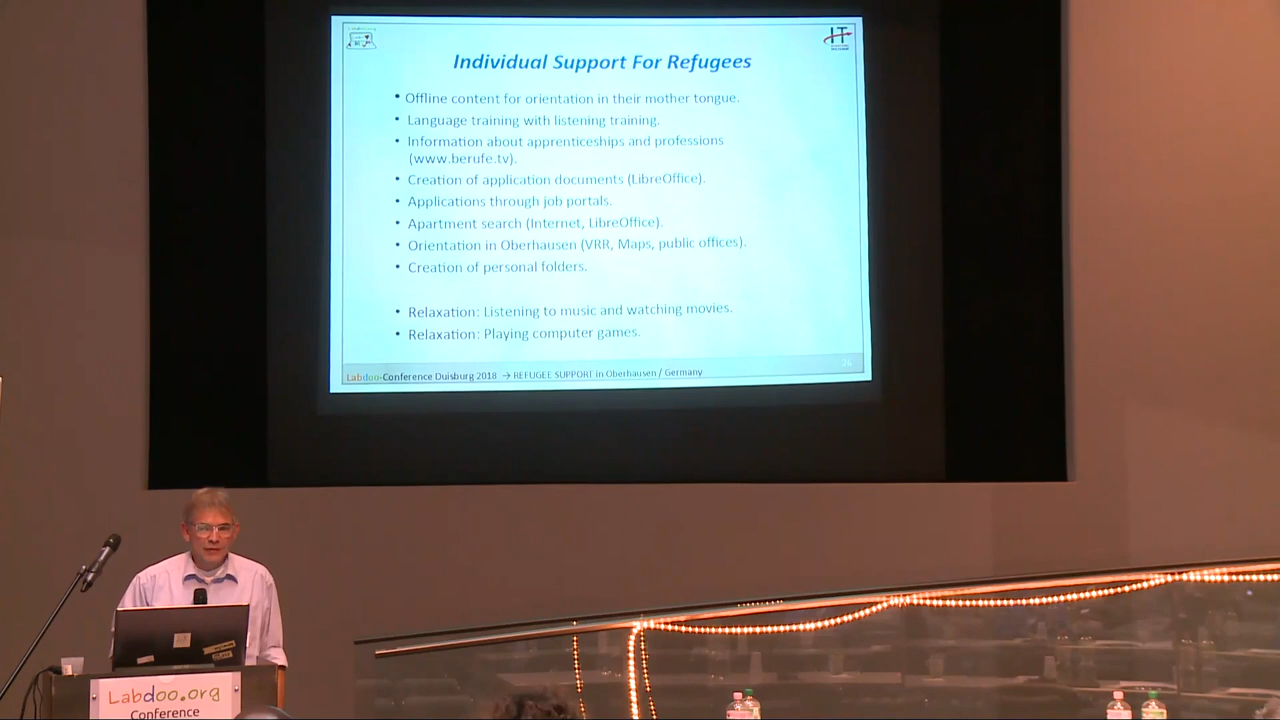 IT
Individual Support For Refugees
• Offline content for orientation in their mother tongue.
• Language training with listening training.
• Information about apprenticeships and professions
(www.berufe.tv).
• Creation of application documents (LibreOffice).
• Applications through job portals.
• Apartment search (Internet, LibreOffice).
• Orientation in Oberhausen (VRR, Maps, public offices).
• Creation of personal folders.
• Relaxation: Listening to music and watching movies.
• Relaxation: Playing computer games.
26
Labdoo-Conference Duisburg 2018 → REFUGEE SUPPORT in Oberhausen / Germany
Labdoo.org
Conference